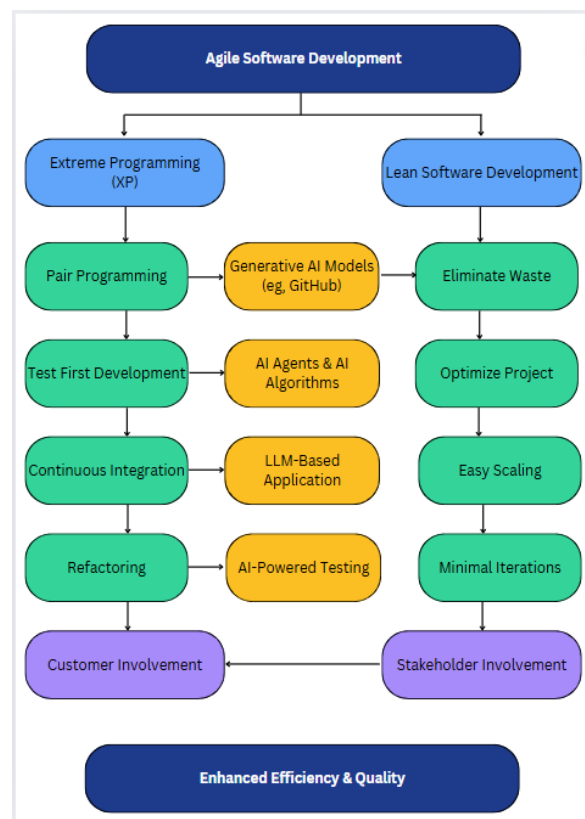 Agile Software Development
Extreme Programming
(XP)
Lean Software Development
Pair Programming
Generative AI Models
(eg, GitHub)
Eliminate Waste
Test First Development
AI Agents & AI
Algorithms
Optimize Project
Continuous Integration
LLM-Based
Application
Easy Scaling
Refactoring
AI-Powered Testing
Minimal Iterations
Customer Involvement
Stakeholder Involvement
Enhanced Efficiency & Quality